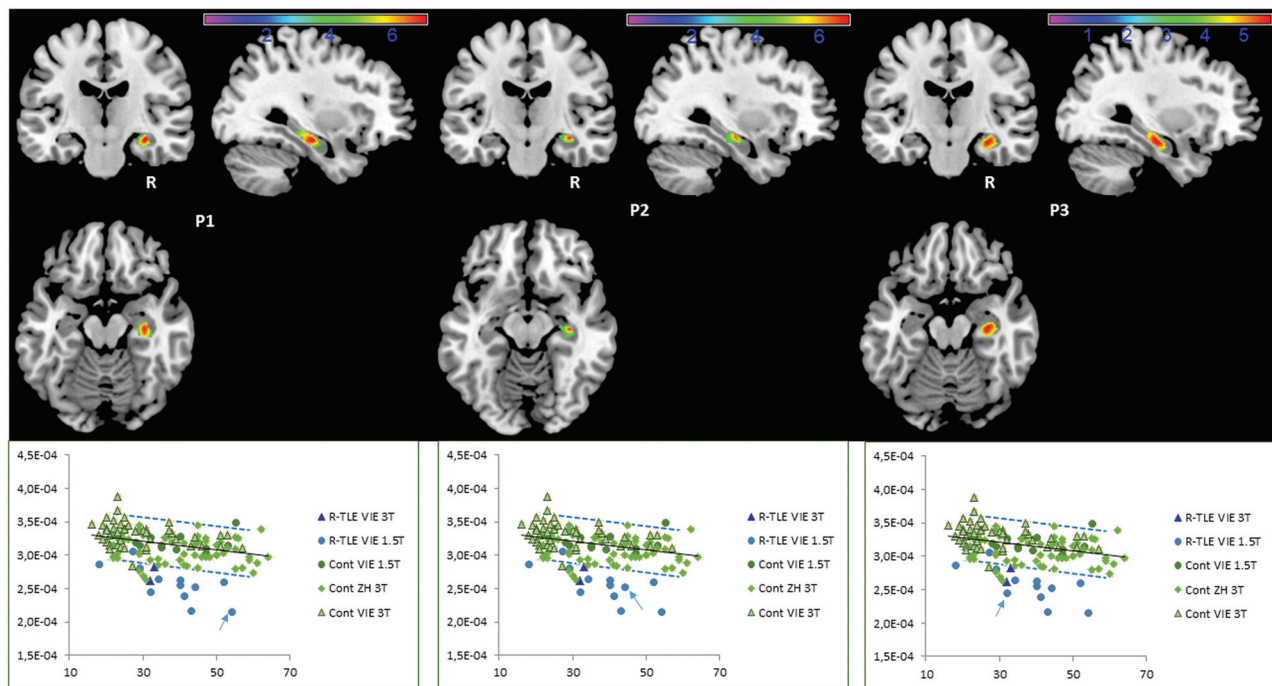 2 4 6
2 4 6
1 2 3 4 5
R
R
R
P1
P2
P3
4,5E-04
4,0E-04
3,5E-04
3,0E-04
2,5E-04
2,0E-04
1,5E-04
10 30 50 70
R-TLE VIE 3T
R-TLE VIE 1.5T
Cont VIE 1.5T
Cont ZH 3T
Cont VIE 3T
4,5E-04
4,0E-04
3,5E-04
3,0E-04
2,5E-04
2,0E-04
1,5E-04
10 30 50 70
R-TLE VIE 3T
R-TLE VIE 1.5T
Cont VIE 1.5T
Cont ZH 3T
Cont VIE 3T
4,5E-04
4,0E-04
3,5E-04
3,0E-04
2,5E-04
2,0E-04
1,5E-04
10 30 50 70
R-TLE VIE 3T
R-TLE VIE 1.5T
Cont VIE 1.5T
Cont ZH 3T
Cont VIE 3T